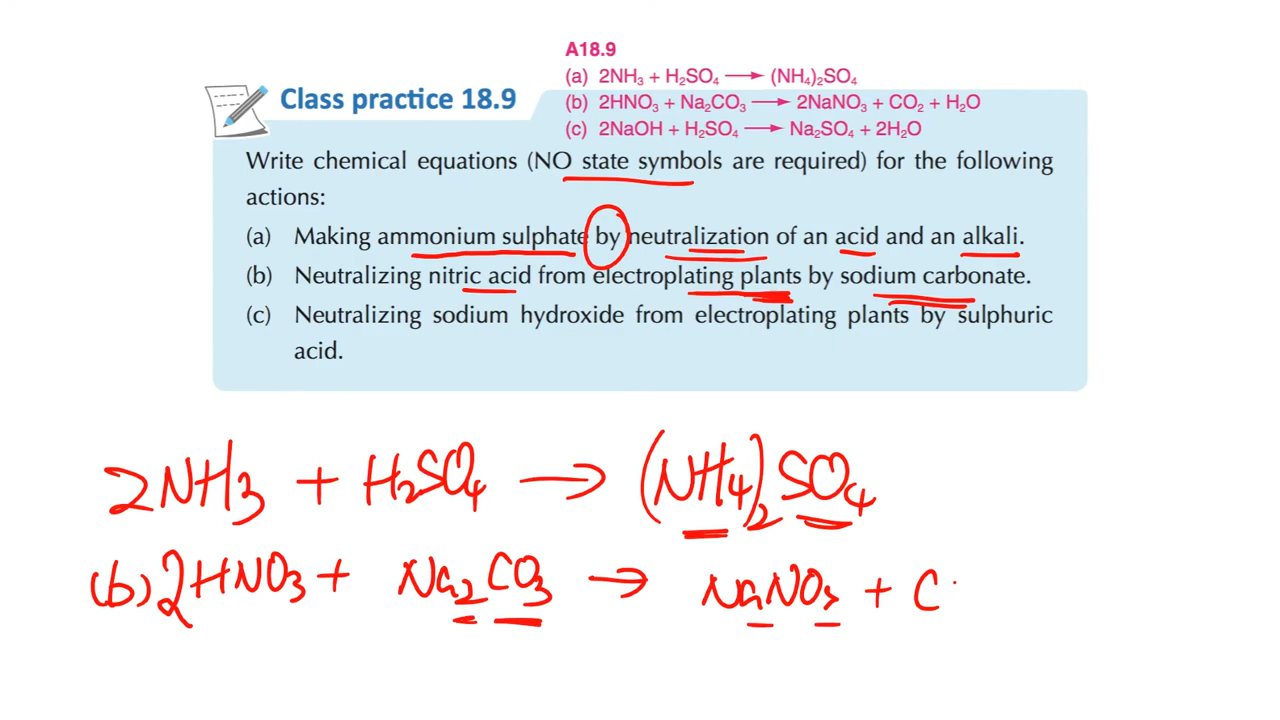 A18.9
(a) 2NH₃ + H₂SO₄ ⟶ (NH₄)₂SO₄
Class practice 18.9
(b) 2HNO₃ + Na₂CO₃ ⟶ 2NaNO₃ + CO₂ + H₂O
(c) 2NaOH + H₂SO₄ ⟶ Na₂SO₄ + 2H₂O
Write chemical equations (NO state symbols are required) for the following
actions:
(a) Making ammonium sulphate by neutralization of an acid and an alkali.
(b) Neutralizing nitric acid from electroplating plants by sodium carbonate.
(c) Neutralizing sodium hydroxide from electroplating plants by sulphuric
acid.
2NH3 + H₂SO₄ → (NH₄)₂SO₄
(b) 2HNO₃ + Na₂CO₃ → NaNO₃ + C